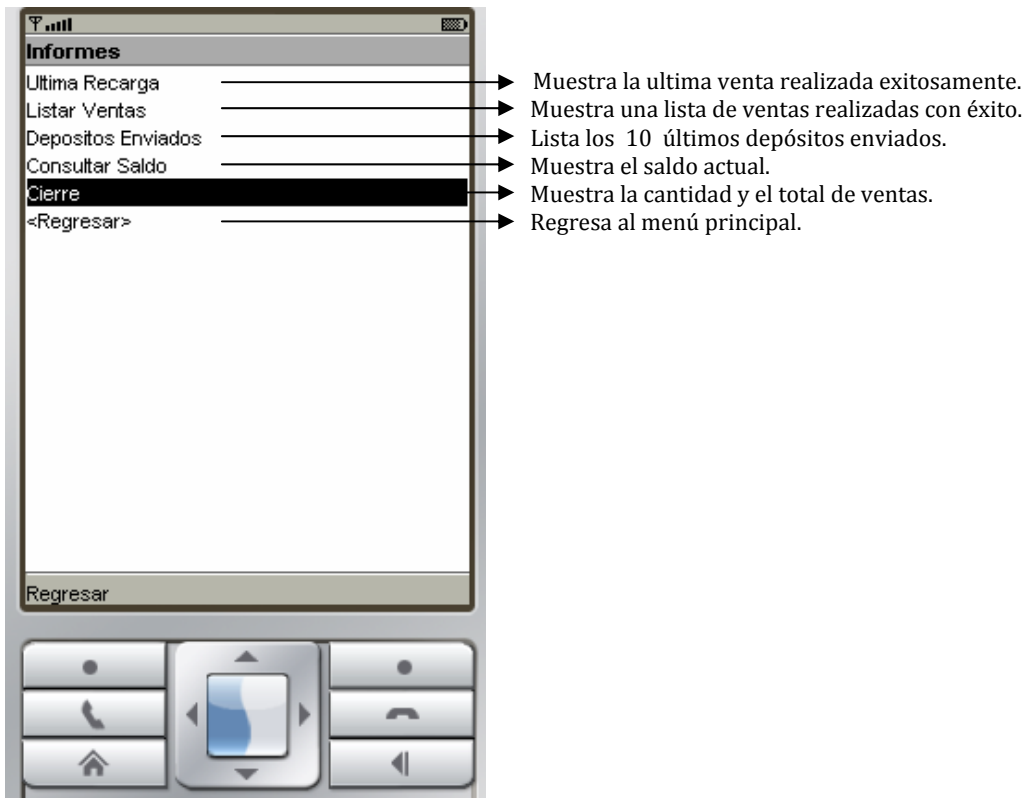 Informes
Ultima Recarga Muestra la ultima venta realizada exitosamente.
Listar Ventas Muestra una lista de ventas realizadas con éxito.
Depositos Enviados Lista los 10 últimos depósitos enviados.
Consultar Saldo Muestra el saldo actual.
Cierre Muestra la cantidad y el total de ventas.
<Regresar> Regresa al menú principal.
Regresar